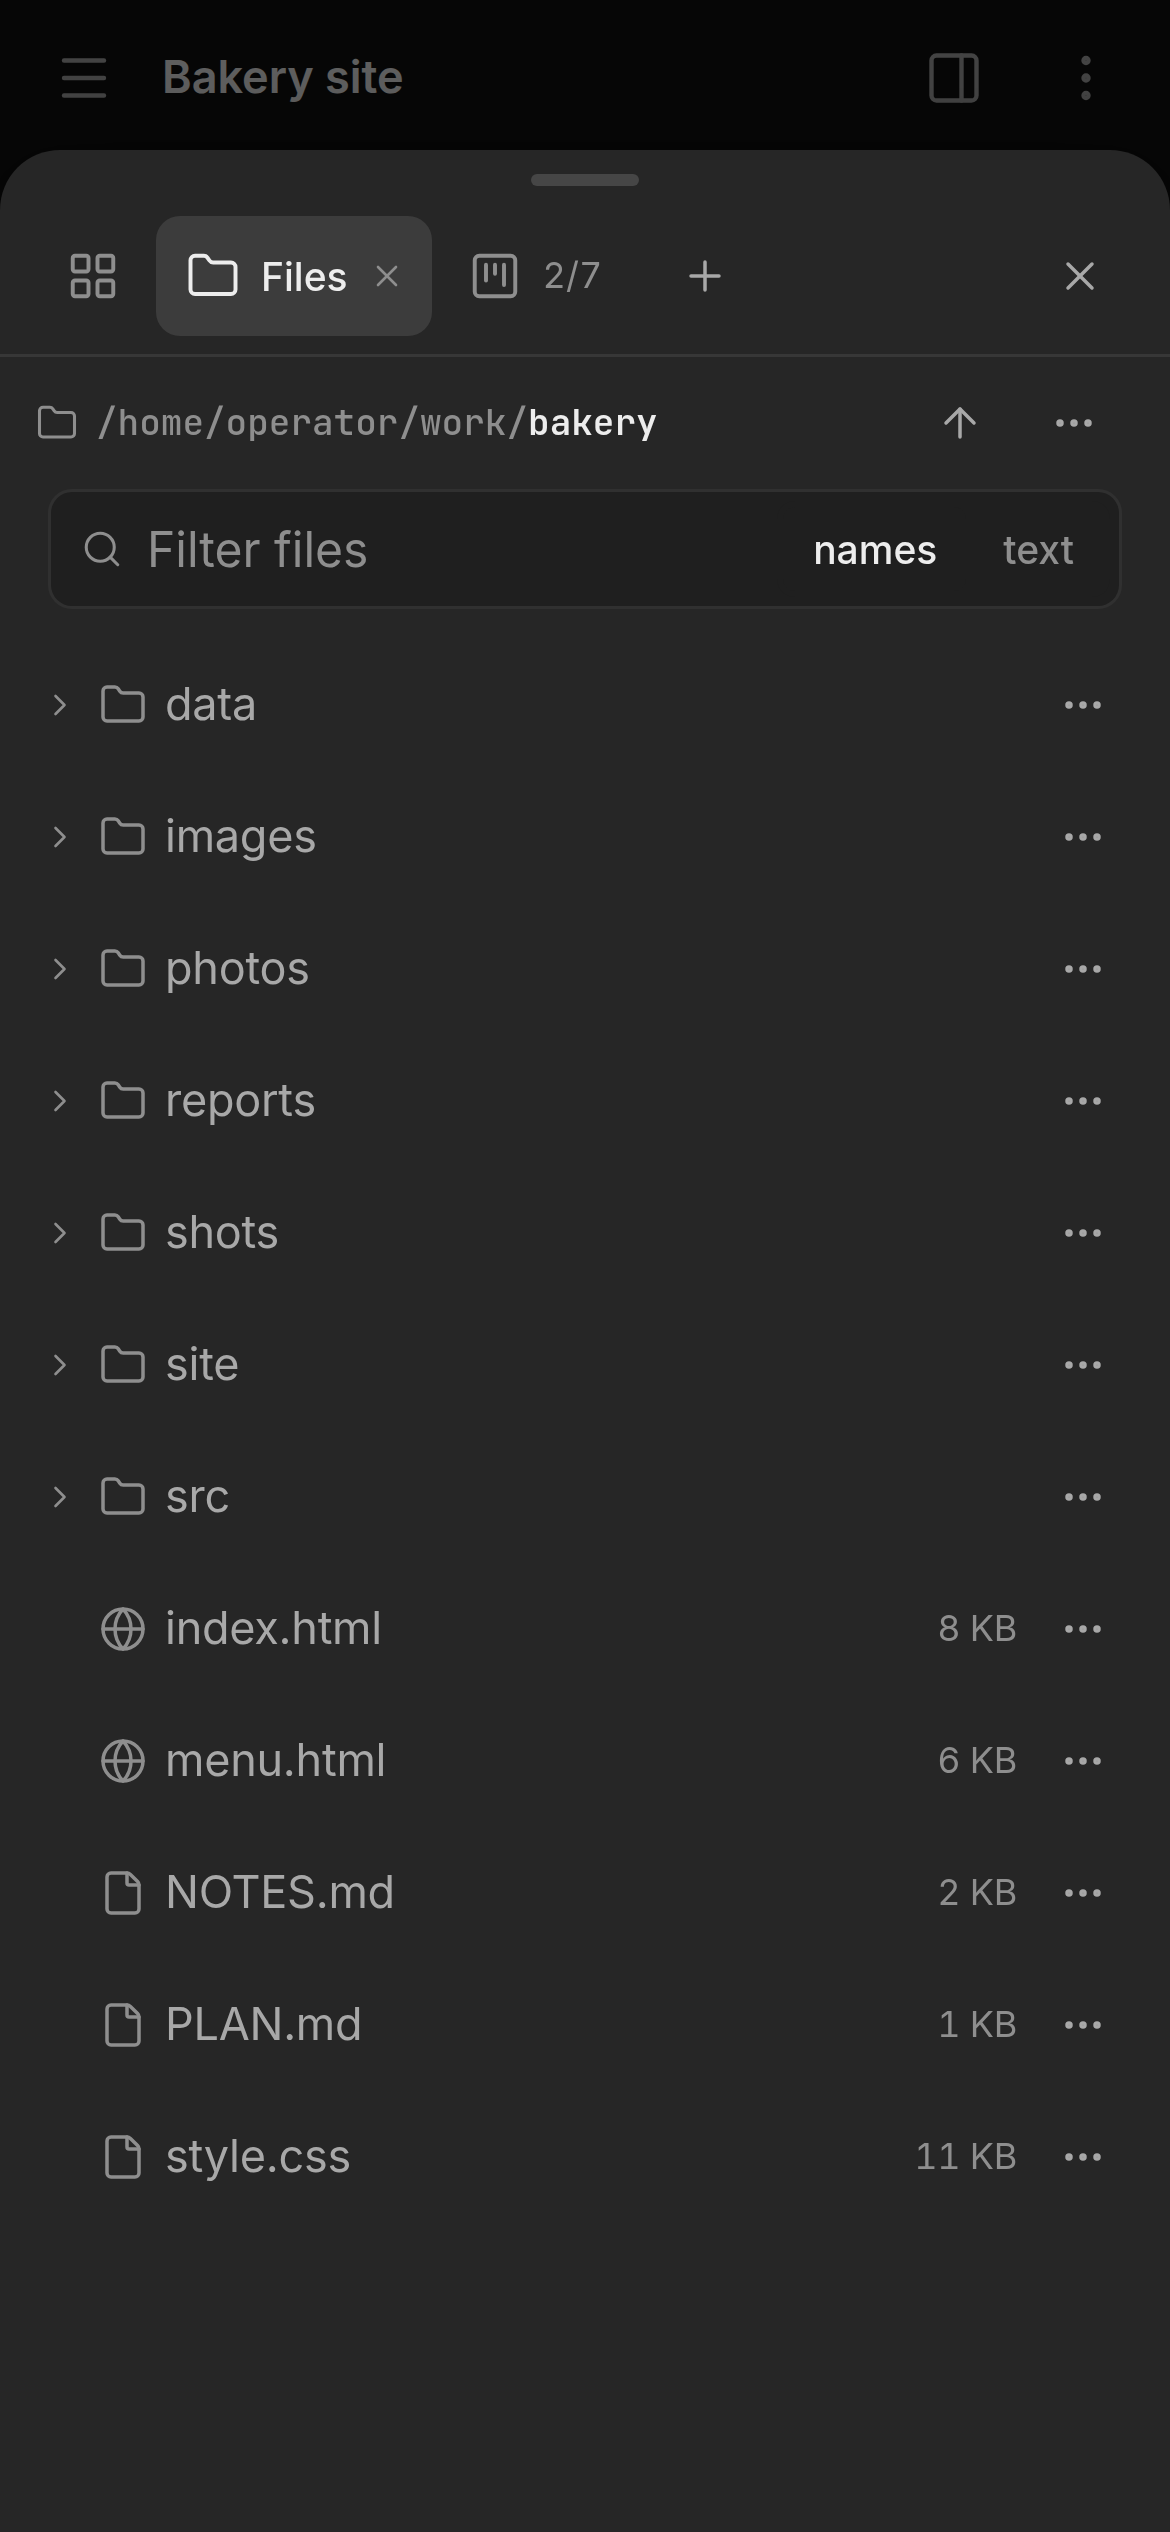 Bakery site
Files
2/7
/home/operator/work/bakery
Filter files names text
data
images
photos
reports
shots
site
src
index.html 8 KB
menu.html 6 KB
NOTES.md 2 KB
PLAN.md 1 KB
style.css 11 KB